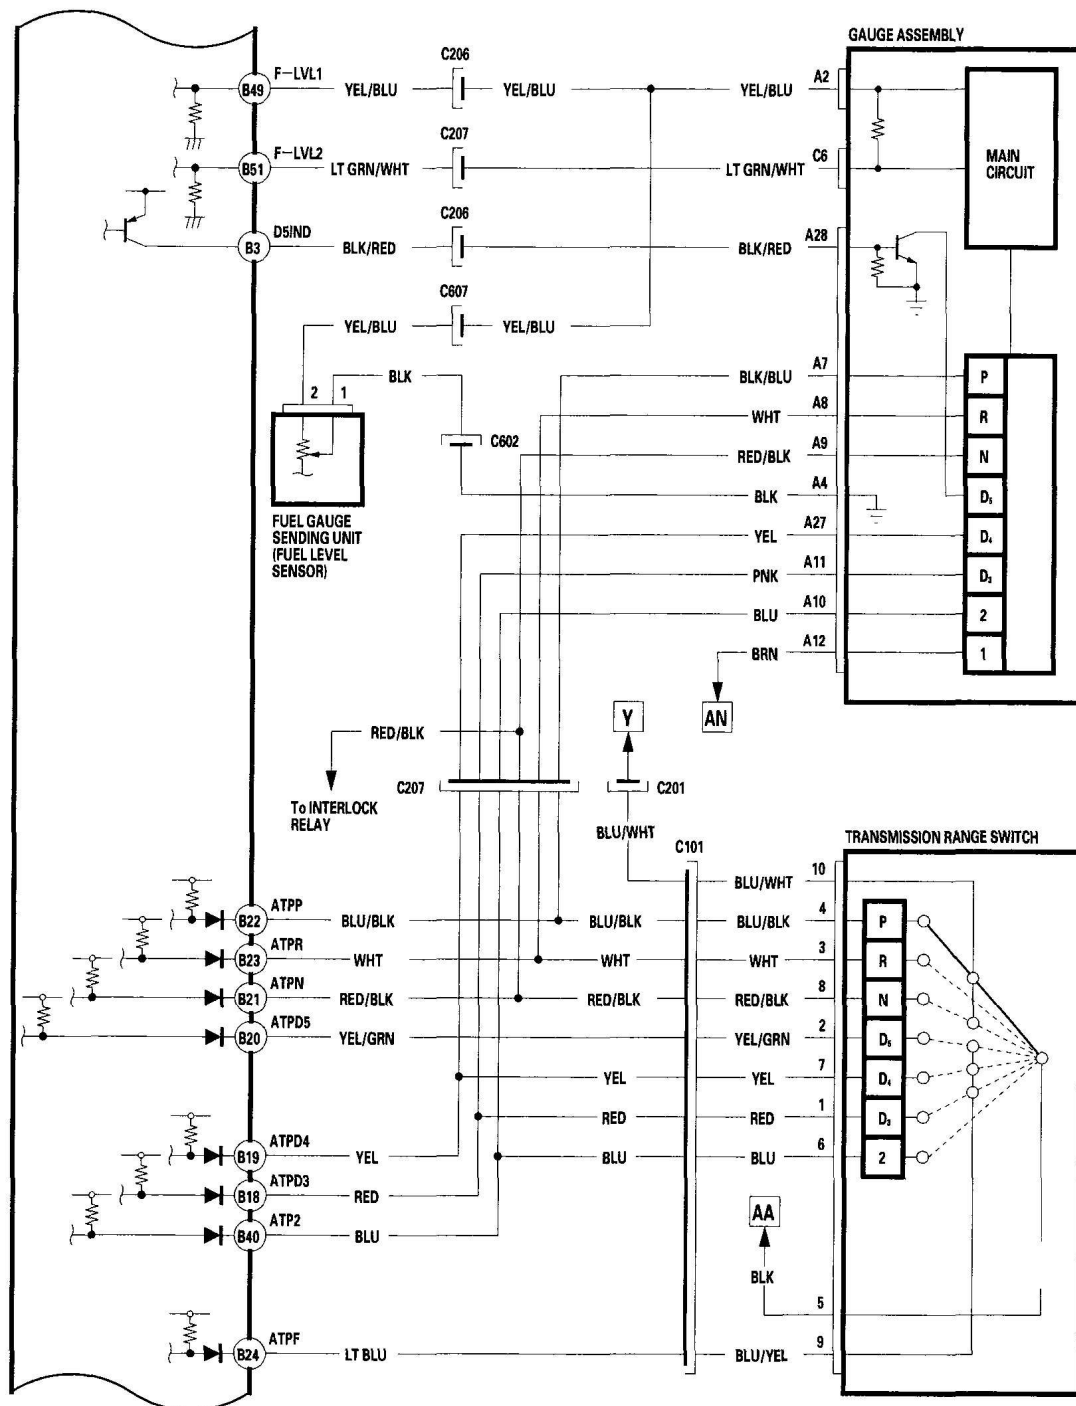 GAUGE ASSEMBLY
F-LVL1
C206
A2
B49
YEL/BLU
YEL/BLU
YEL/BLU
F-LVL2
C207
C6
B51
LT GRN/WHT
LT GRN/WHT
MAIN
CIRCUIT
D5IND
C206
A28
B3
BLK/RED
BLK/RED
C607
YEL/BLU
YEL/BLU
2
1
BLK
C602
FUEL GAUGE
SENDING UNIT
(FUEL LEVEL
SENSOR)
BLK/BLU
A7
P
WHT
A8
R
RED/BLK
A9
N
BLK
A4
D5
YEL
A27
D4
PNK
A11
D3
BLU
A10
2
BRN
A12
1
Y
AN
RED/BLK
To INTERLOCK
RELAY
C207
C201
BLU/WHT
C101
TRANSMISSION RANGE SWITCH
BLU/WHT
10
ATPP
B22
BLU/BLK
BLU/BLK
BLU/BLK
4
P
ATPR
B23
WHT
WHT
WHT
3
R
ATPN
B21
RED/BLK
RED/BLK
RED/BLK
8
N
ATPD5
B20
YEL/GRN
YEL/GRN
2
D5
YEL
YEL
7
D4
RED
RED
1
D3
BLU
BLU
6
2
ATPD4
B19
YEL
ATPD3
B18
RED
ATP2
B40
BLU
AA
BLK
5
ATPF
B24
LT BLU
BLU/YEL
9